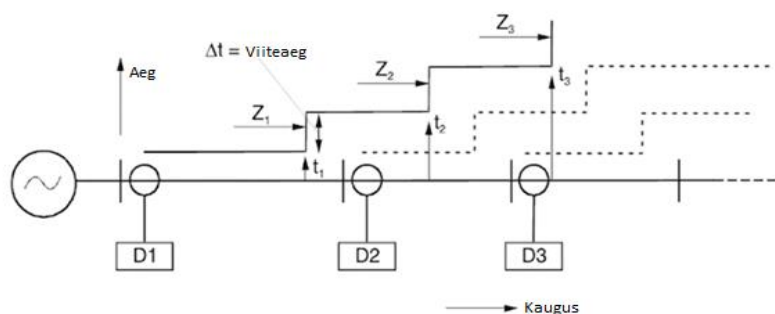 Z₃
Δt = Viiteaeg
Aeg
Z₂
t₃
Z₁
t₂
t₁
D1
D2
D3
Kaugus